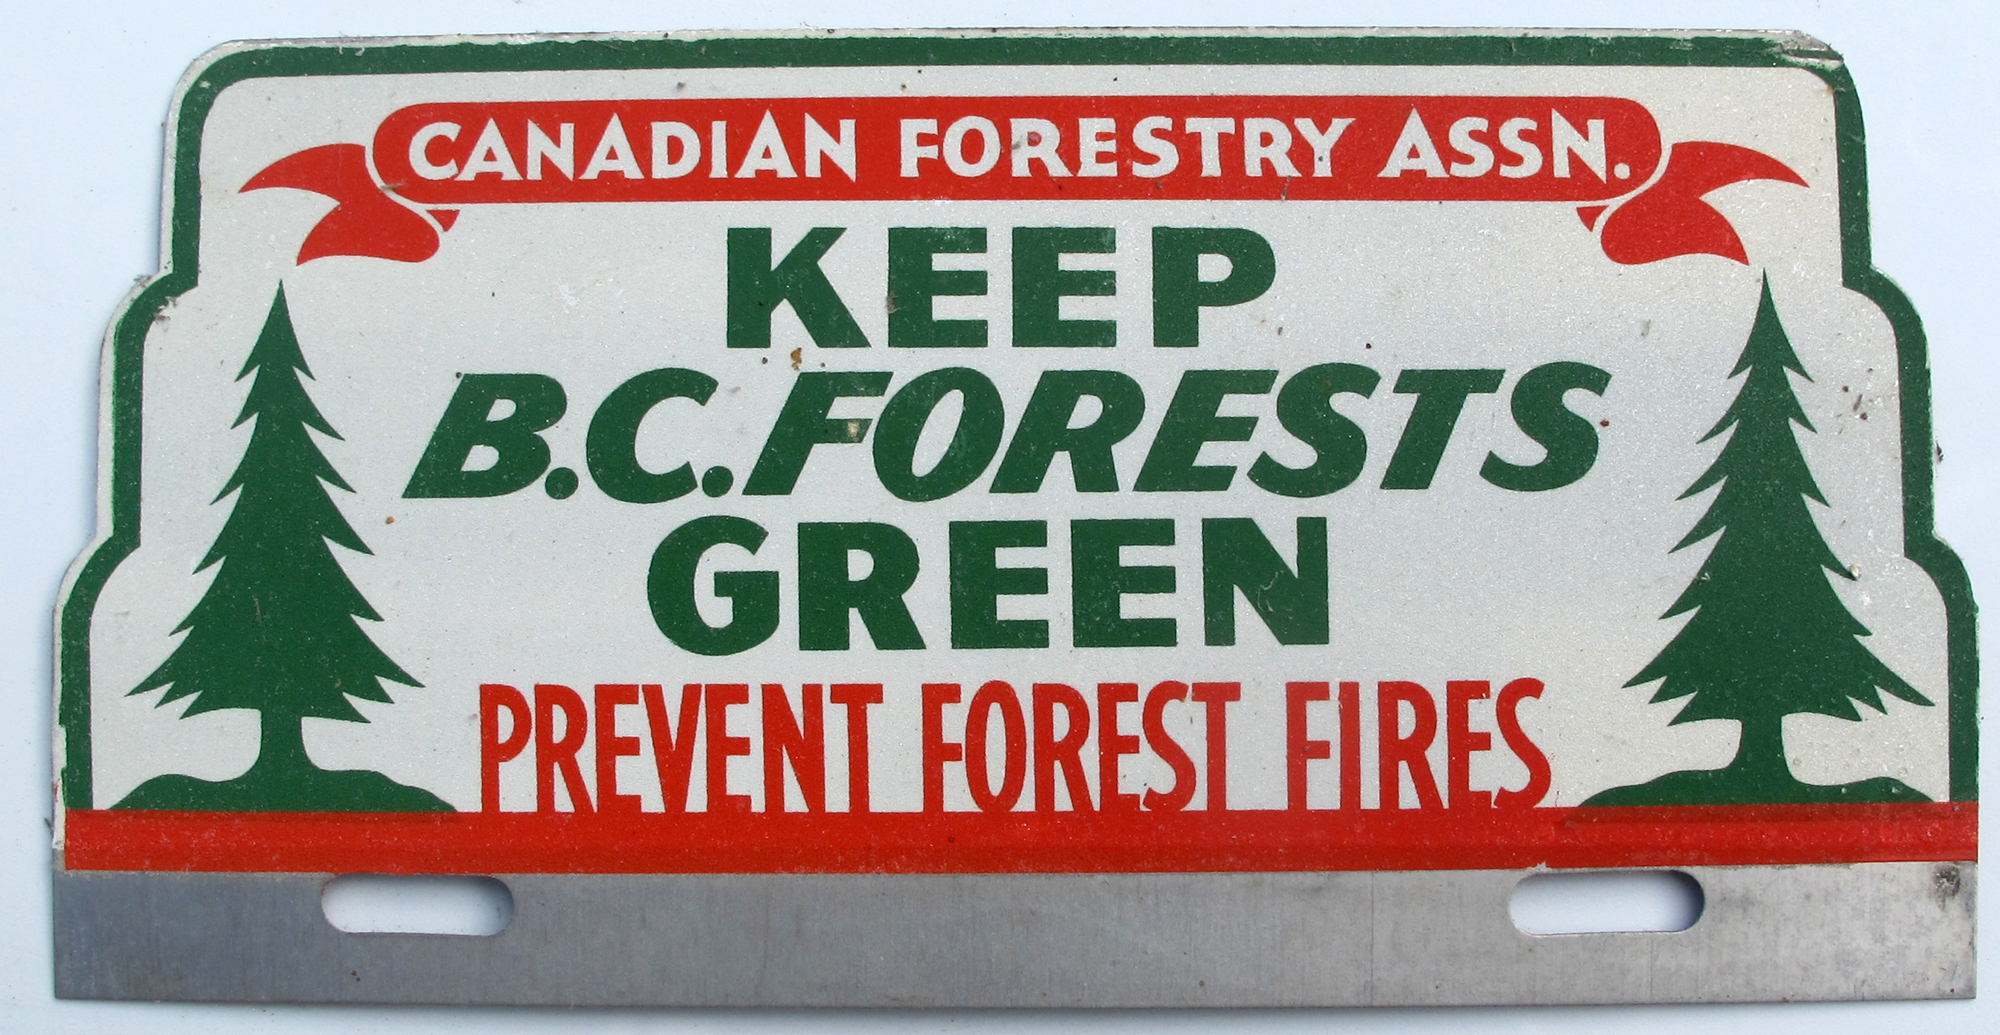 CANADIAN FORESTRY ASSN.
KEEP
B.C. FORESTS
GREEN
PREVENT FOREST FIRES